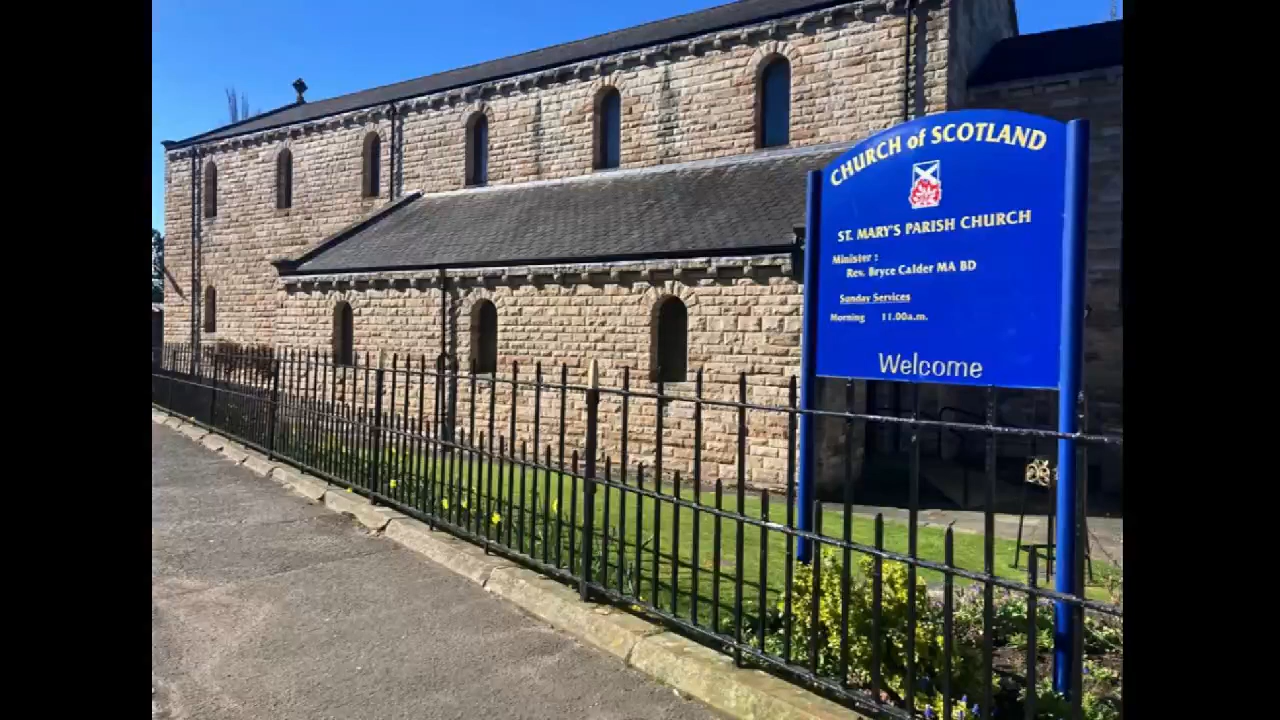 CHURCH of SCOTLAND
ST. MARY'S PARISH CHURCH
Minister :
Rev. Bryce Calder MA BD
Sunday Services
Morning 11.00a.m.
Welcome